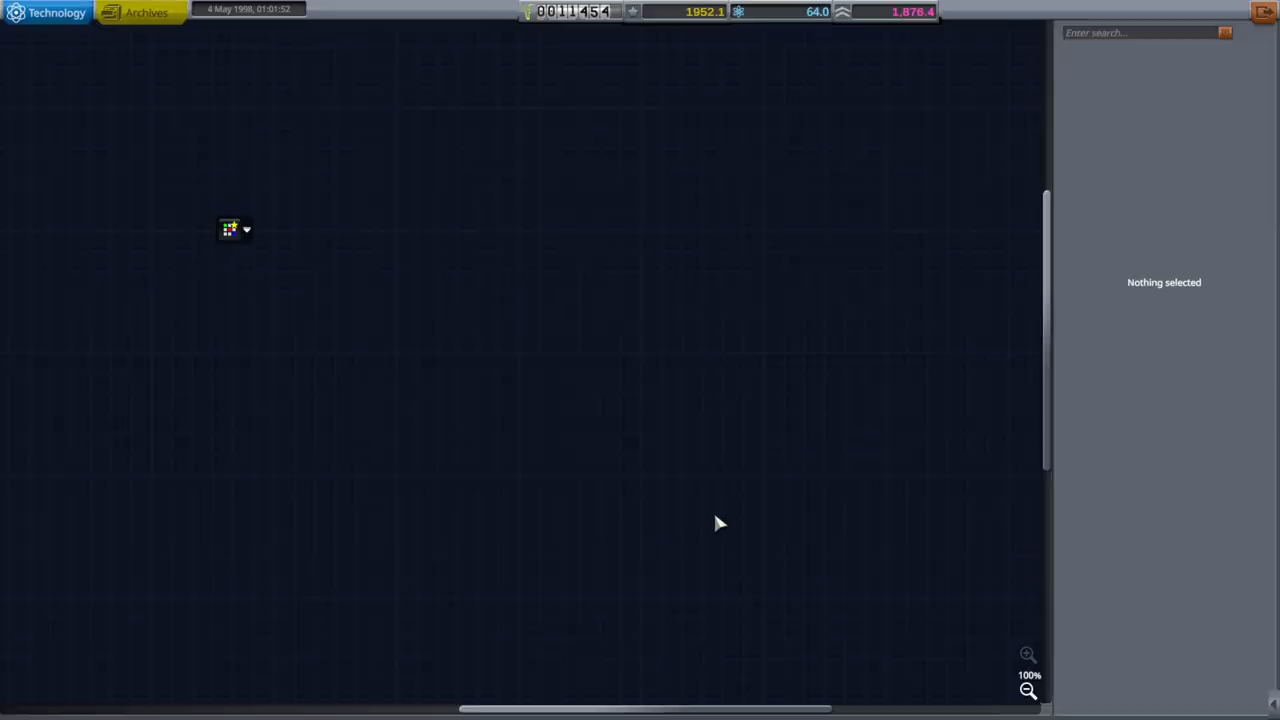 Technology
Archives
4 May 1998, 01:01:52
0011454
1952.1
64.0
1,876.4
Enter search...
Nothing selected
100%